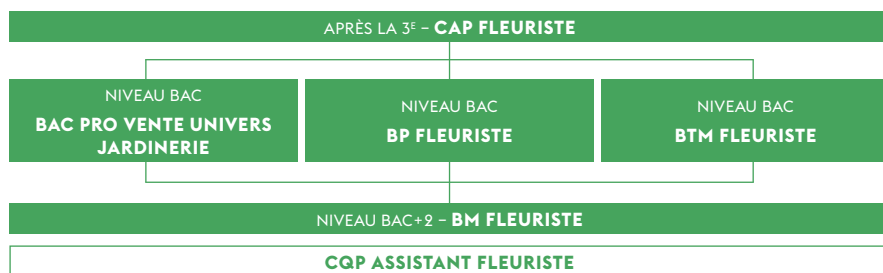 APRÈS LA 3ᴱ – CAP FLEURISTE
NIVEAU BAC
BAC PRO VENTE UNIVERS
JARDINERIE
NIVEAU BAC
BP FLEURISTE
NIVEAU BAC
BTM FLEURISTE
NIVEAU BAC+2 – BM FLEURISTE
CQP ASSISTANT FLEURISTE